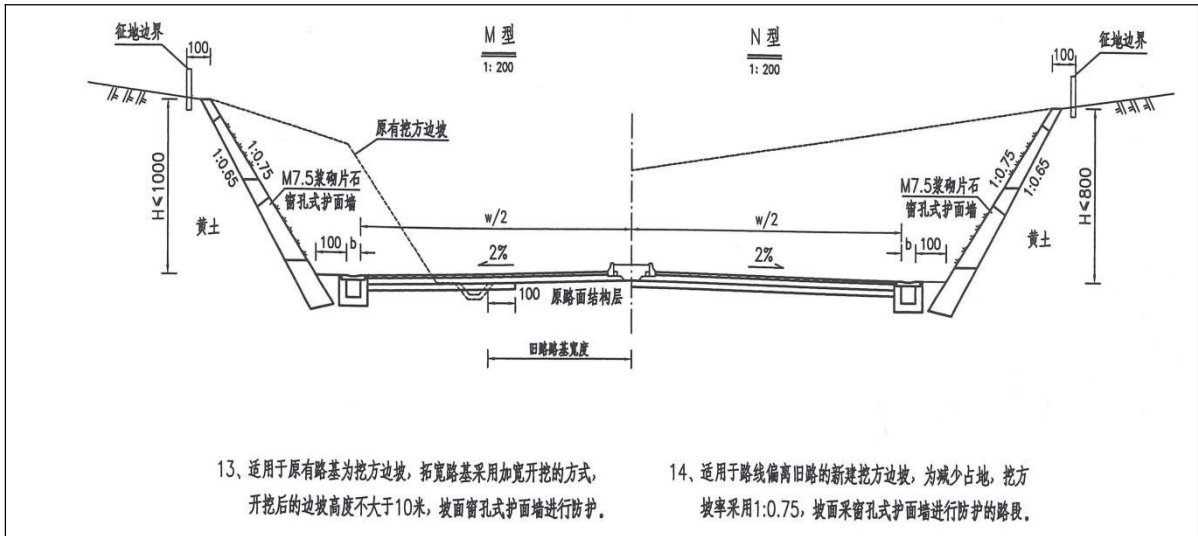 征地边界
100
M 型
1: 200
N 型
1: 200
征地边界
100
原有挖方边坡
H≤1000
1:0.75
1:0.65
M7.5浆砌片石
窗孔式护面墙
黄土
M7.5浆砌片石
窗孔式护面墙
1:0.75
1:0.65
H≤800
黄土
w/2
w/2
100
b
b
100
2%
2%
100
原路面结构层
旧路路基宽度
13、适用于原有路基为挖方边坡，拓宽路基采用加宽开挖的方式，
开挖后的边坡高度不大于10米，坡面窗孔式护面墙进行防护。
14、适用于路线偏离旧路的新建挖方边坡，为减少占地，挖方
坡率采用1:0.75，坡面采窗孔式护面墙进行防护的路段。